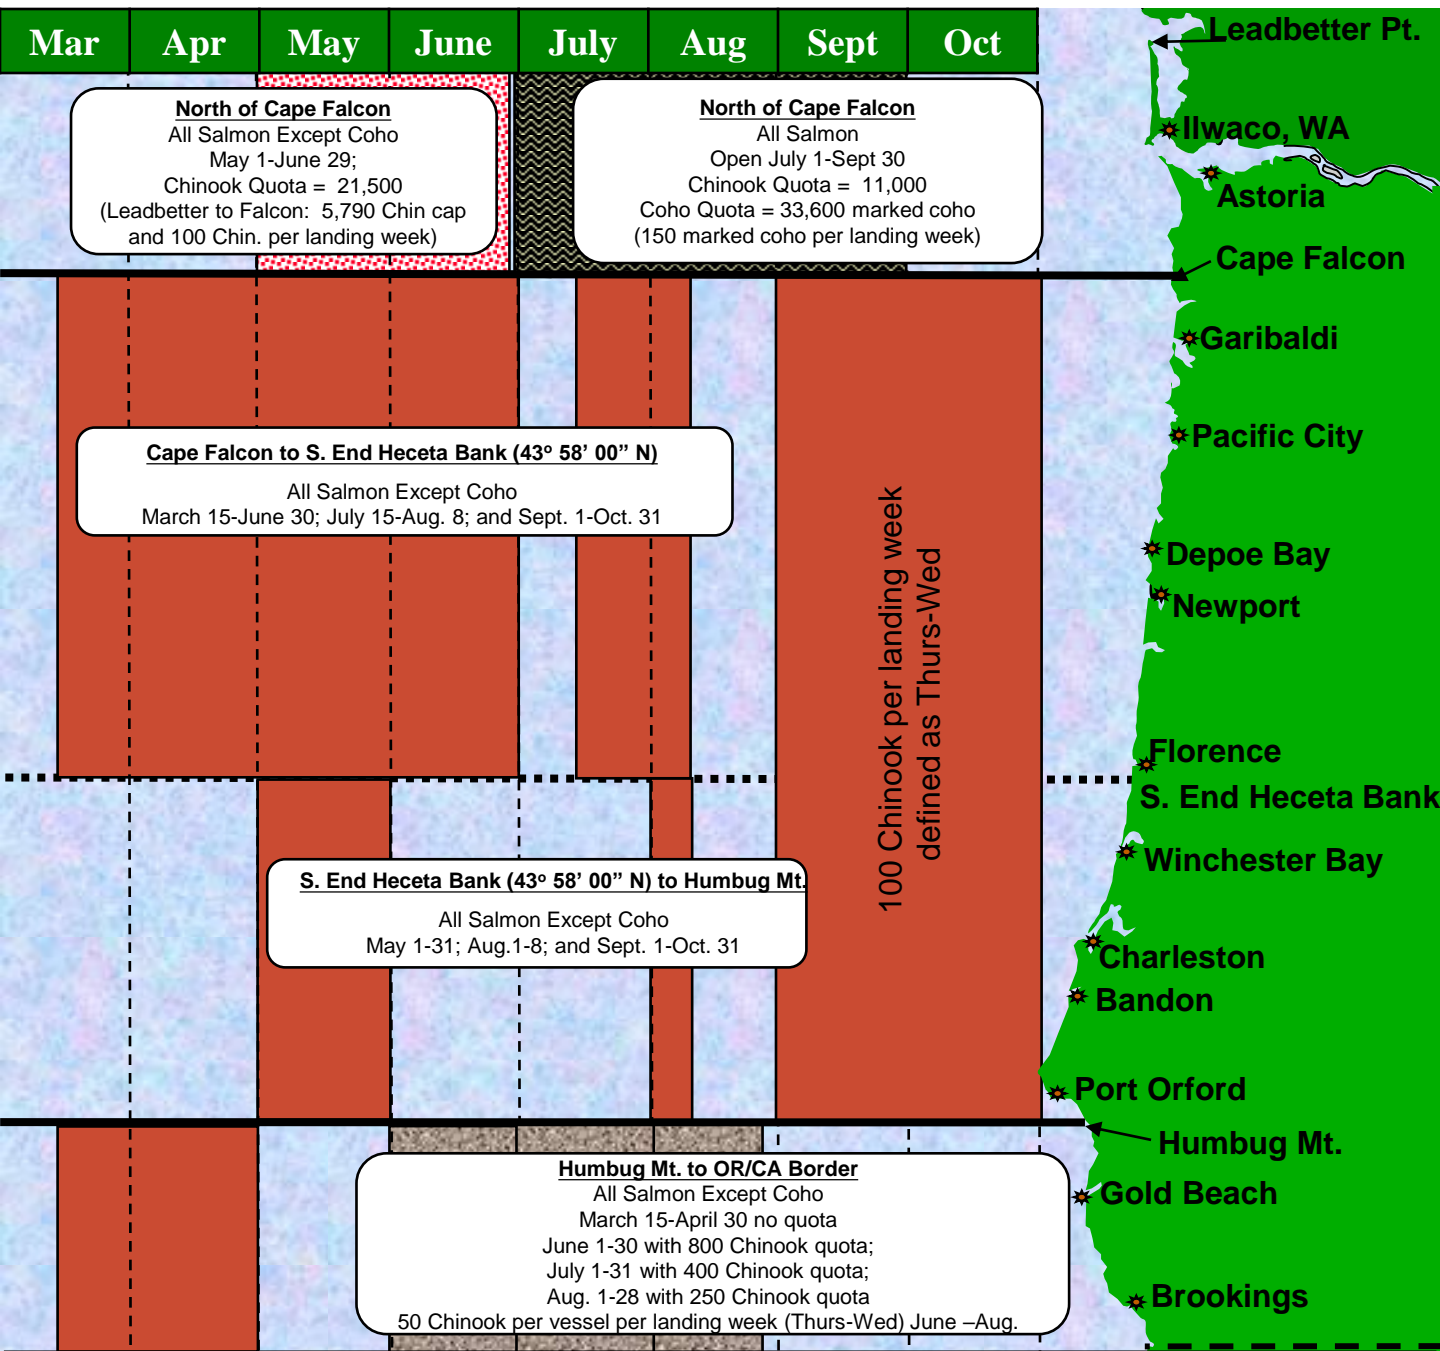 Mar Apr May June July Aug Sept Oct
North of Cape Falcon
All Salmon Except Coho
May 1-June 29;
Chinook Quota = 21,500
(Leadbetter to Falcon: 5,790 Chin cap
and 100 Chin. per landing week)
North of Cape Falcon
All Salmon
Open July 1-Sept 30
Chinook Quota = 11,000
Coho Quota = 33,600 marked coho
(150 marked coho per landing week)
Cape Falcon to S. End Heceta Bank (43º 58’ 00” N)
All Salmon Except Coho
March 15-June 30; July 15-Aug. 8; and Sept. 1-Oct. 31
100 Chinook per landing week
defined as Thurs-Wed
S. End Heceta Bank (43º 58’ 00” N) to Humbug Mt.
All Salmon Except Coho
May 1-31; Aug.1-8; and Sept. 1-Oct. 31
Humbug Mt. to OR/CA Border
All Salmon Except Coho
March 15-April 30 no quota
June 1-30 with 800 Chinook quota;
July 1-31 with 400 Chinook quota;
Aug. 1-28 with 250 Chinook quota
50 Chinook per vessel per landing week (Thurs-Wed) June –Aug.
Leadbetter Pt.
Ilwaco, WA
Astoria
Cape Falcon
Garibaldi
Pacific City
Depoe Bay
Newport
Florence
S. End Heceta Bank
Winchester Bay
Charleston
Bandon
Port Orford
Humbug Mt.
Gold Beach
Brookings